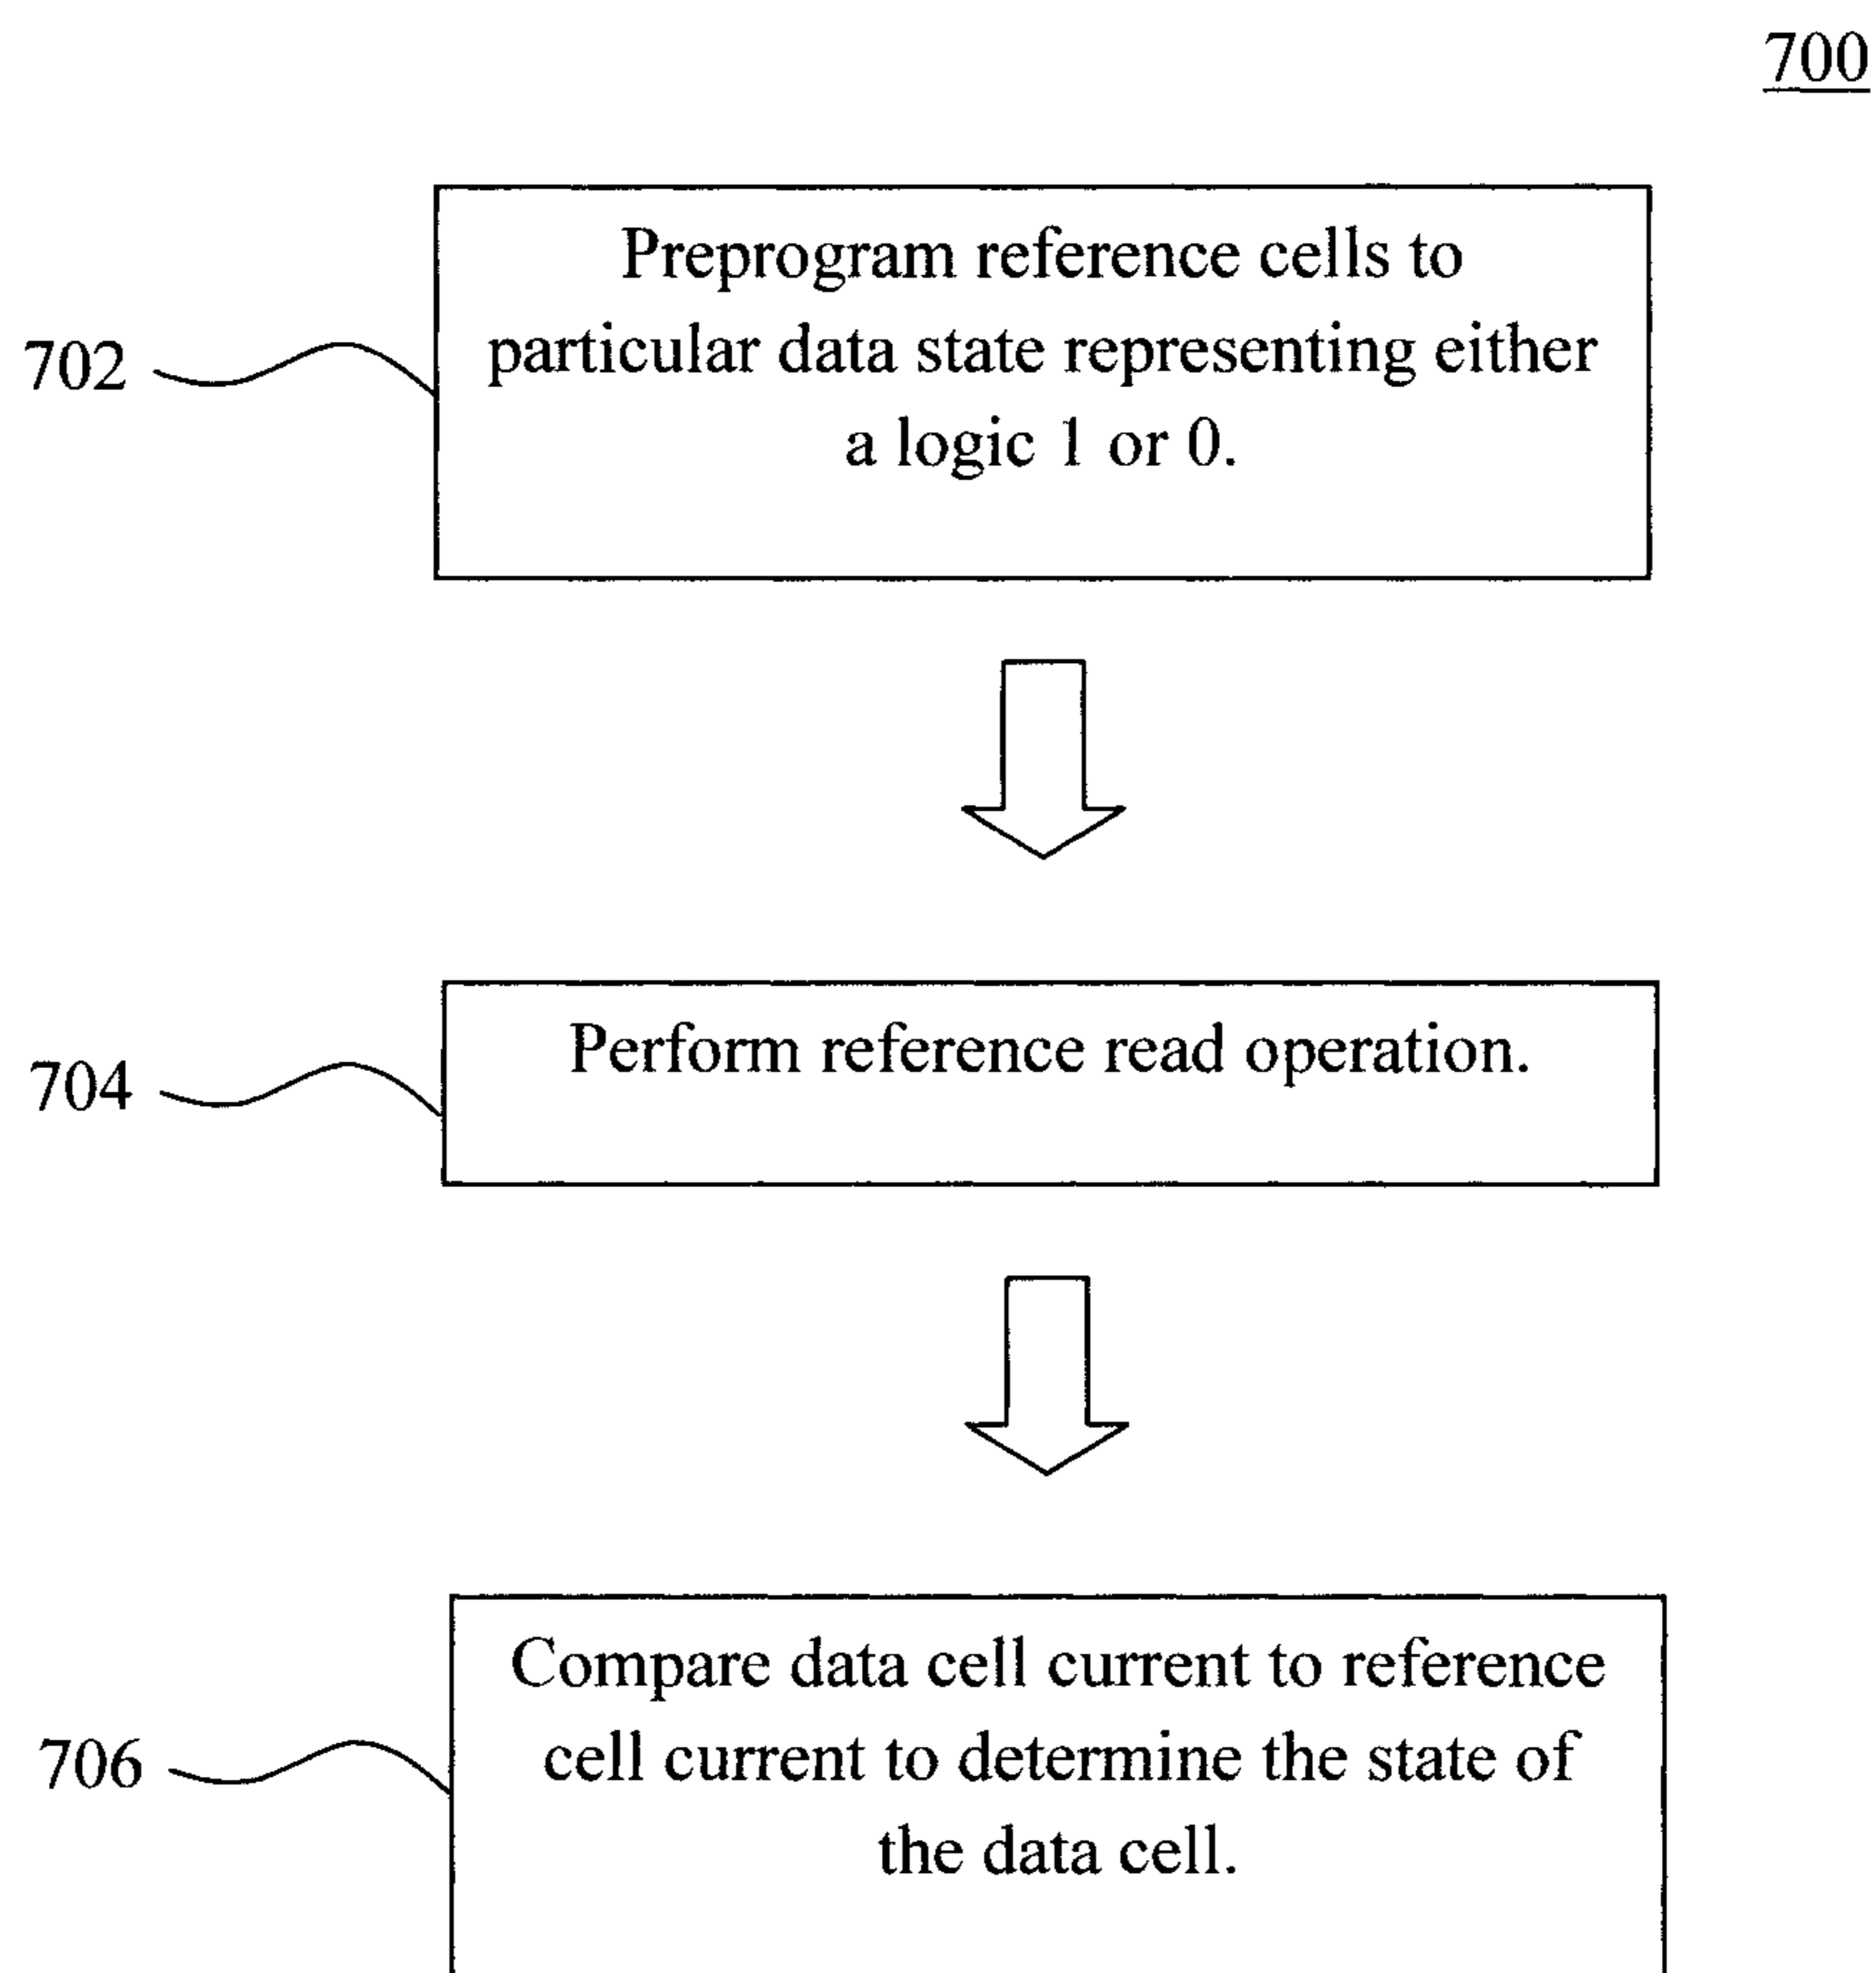 700
Preprogram reference cells to
particular data state representing either
a logic 1 or 0.
702
Perform reference read operation.
704
Compare data cell current to reference
cell current to determine the state of
the data cell.
706